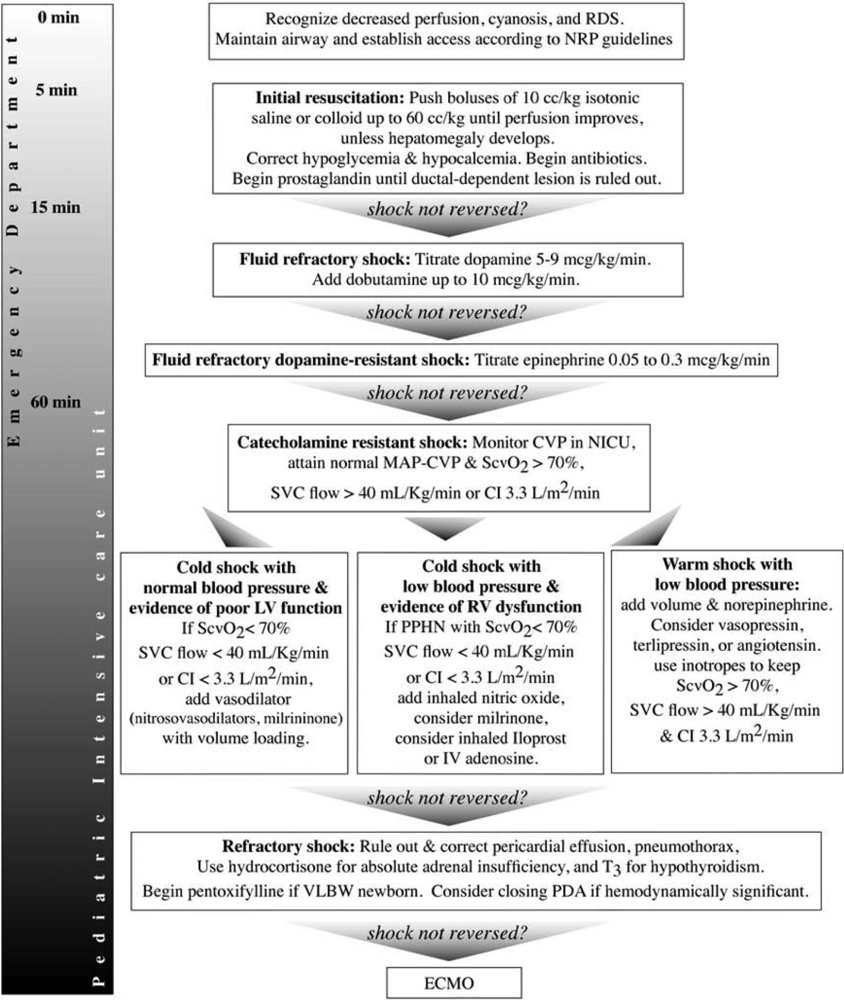 0 min
5 min
15 min
60 min
Emergency Department
Pediatric Intensive care unit
Recognize decreased perfusion, cyanosis, and RDS.
Maintain airway and establish access according to NRP guidelines
Initial resuscitation: Push boluses of 10 cc/kg isotonic
saline or colloid up to 60 cc/kg until perfusion improves,
unless hepatomegaly develops.
Correct hypoglycemia & hypocalcemia. Begin antibiotics.
Begin prostaglandin until ductal-dependent lesion is ruled out.
shock not reversed?
Fluid refractory shock: Titrate dopamine 5-9 mcg/kg/min.
Add dobutamine up to 10 mcg/kg/min.
shock not reversed?
Fluid refractory dopamine-resistant shock: Titrate epinephrine 0.05 to 0.3 mcg/kg/min
shock not reversed?
Catecholamine resistant shock: Monitor CVP in NICU,
attain normal MAP-CVP & ScvO2 > 70%,
SVC flow > 40 mL/Kg/min or CI 3.3 L/m2/min
Cold shock with
normal blood pressure &
evidence of poor LV function
If ScvO2< 70%
SVC flow < 40 mL/Kg/min
or CI < 3.3 L/m2/min,
add vasodilator
(nitrosovasodilators, milrininone)
with volume loading.
Cold shock with
low blood pressure &
evidence of RV dysfunction
If PPHN with ScvO2< 70%
SVC flow < 40 mL/Kg/min
or CI < 3.3 L/m2/min
add inhaled nitric oxide,
consider milrinone,
consider inhaled Iloprost
or IV adenosine.
Warm shock with
low blood pressure:
add volume & norepinephrine.
Consider vasopressin,
terlipressin, or angiotensin.
use inotropes to keep
ScvO2 > 70%,
SVC flow > 40 mL/Kg/min
& CI 3.3 L/m2/min
shock not reversed?
Refractory shock: Rule out & correct pericardial effusion, pneumothorax,
Use hydrocortisone for absolute adrenal insufficiency, and T3 for hypothyroidism.
Begin pentoxifylline if VLBW newborn. Consider closing PDA if hemodynamically significant.
shock not reversed?
ECMO